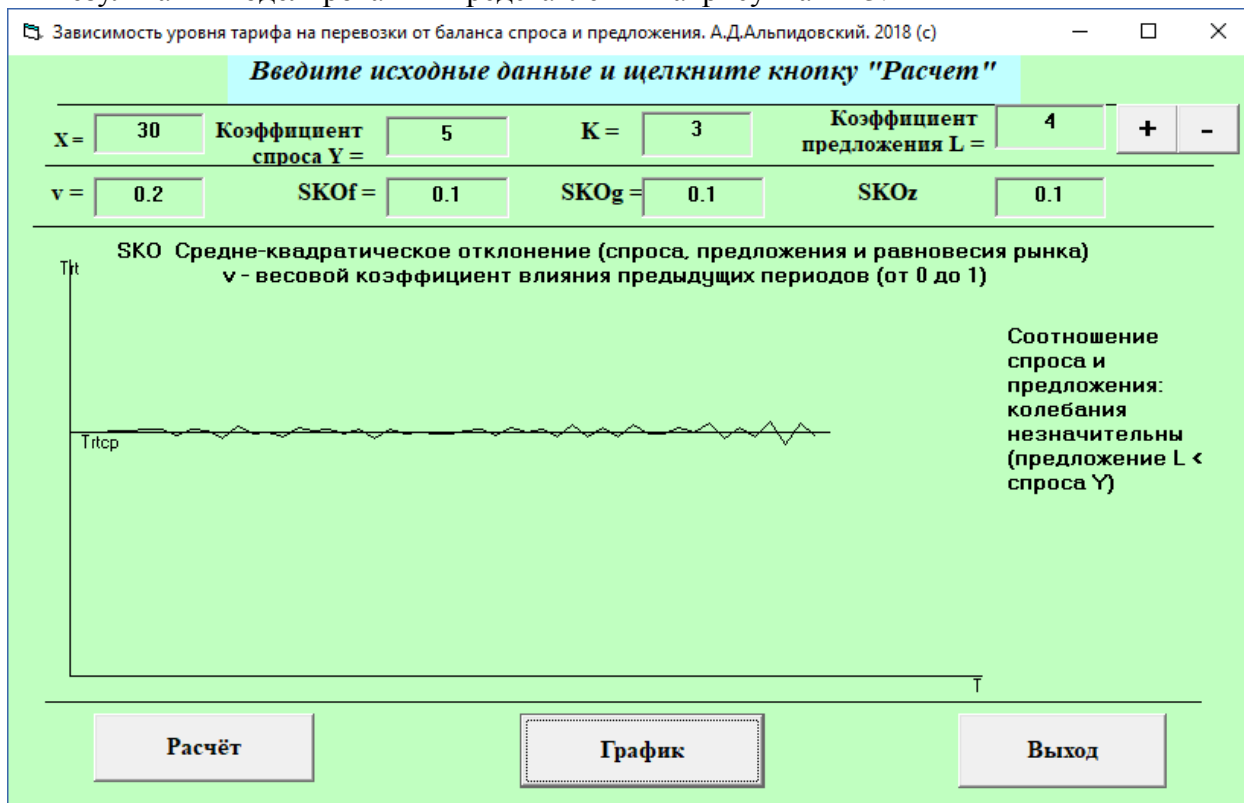 Зависимость уровня тарифа на перевозки от баланса спроса и предложения. А.Д.Альпидовский. 2018 (с)
Введите исходные данные и щелкните кнопку "Расчет"
X = 30 Коэффициент спроса Y = 5 K = 3 Коэффициент предложения L = 4 + -
v = 0.2 SKOf = 0.1 SKOg = 0.1 SKOz 0.1
SKO Средне-квадратическое отклонение (спроса, предложения и равновесия рынка)
v - весовой коэффициент влияния предыдущих периодов (от 0 до 1)
Trt
Trtcp
Соотношение
спроса и
предложения:
колебания
незначительны
(предложение L <
спроса Y)
T
Расчёт График Выход